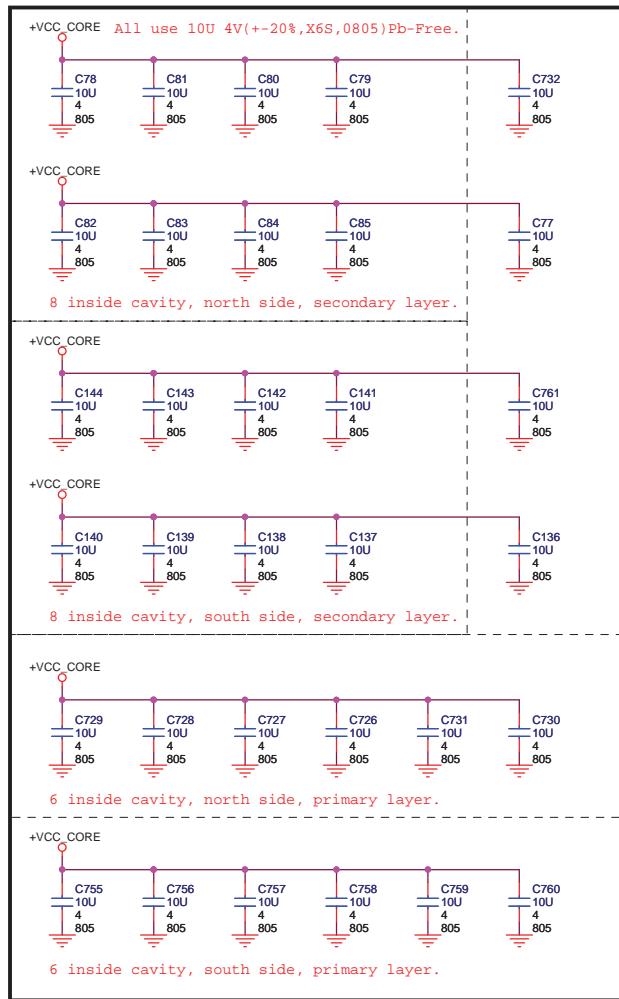 +VCC_CORE All use 10U 4V(+-20%,X6S,0805)Pb-Free.
C78 C81 C80 C79 C732
10U 10U 10U 10U 10U
4 4 4 4 4
805 805 805 805 805
+VCC_CORE
C82 C83 C84 C85 C77
10U 10U 10U 10U 10U
4 4 4 4 4
805 805 805 805 805
8 inside cavity, north side, secondary layer.
+VCC_CORE
C144 C143 C142 C141 C761
10U 10U 10U 10U 10U
4 4 4 4 4
805 805 805 805 805
+VCC_CORE
C140 C139 C138 C137 C136
10U 10U 10U 10U 10U
4 4 4 4 4
805 805 805 805 805
8 inside cavity, south side, secondary layer.
+VCC_CORE
C729 C728 C727 C726 C731 C730
10U 10U 10U 10U 10U 10U
4 4 4 4 4 4
805 805 805 805 805 805
6 inside cavity, north side, primary layer.
+VCC_CORE
C755 C756 C757 C758 C759 C760
10U 10U 10U 10U 10U 10U
4 4 4 4 4 4
805 805 805 805 805 805
6 inside cavity, south side, primary layer.